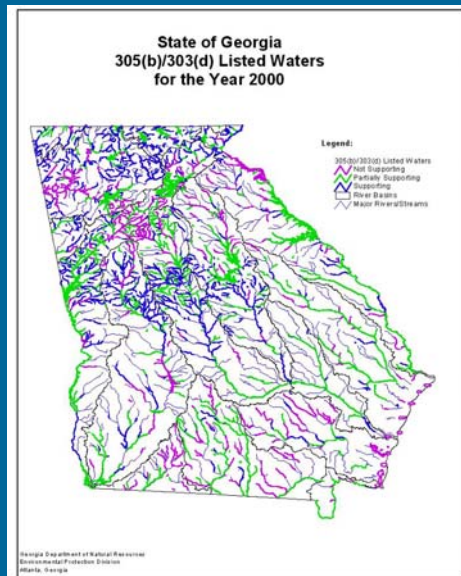 State of Georgia
305(b)/303(d) Listed Waters
for the Year 2000
Legend:
305(b)/303(d) Listed Waters
Not Supporting
Partially Supporting
Supporting
River Basins
Major Rivers/Streams
Georgia Department of Natural Resources
Environmental Protection Division
Atlanta, Georgia